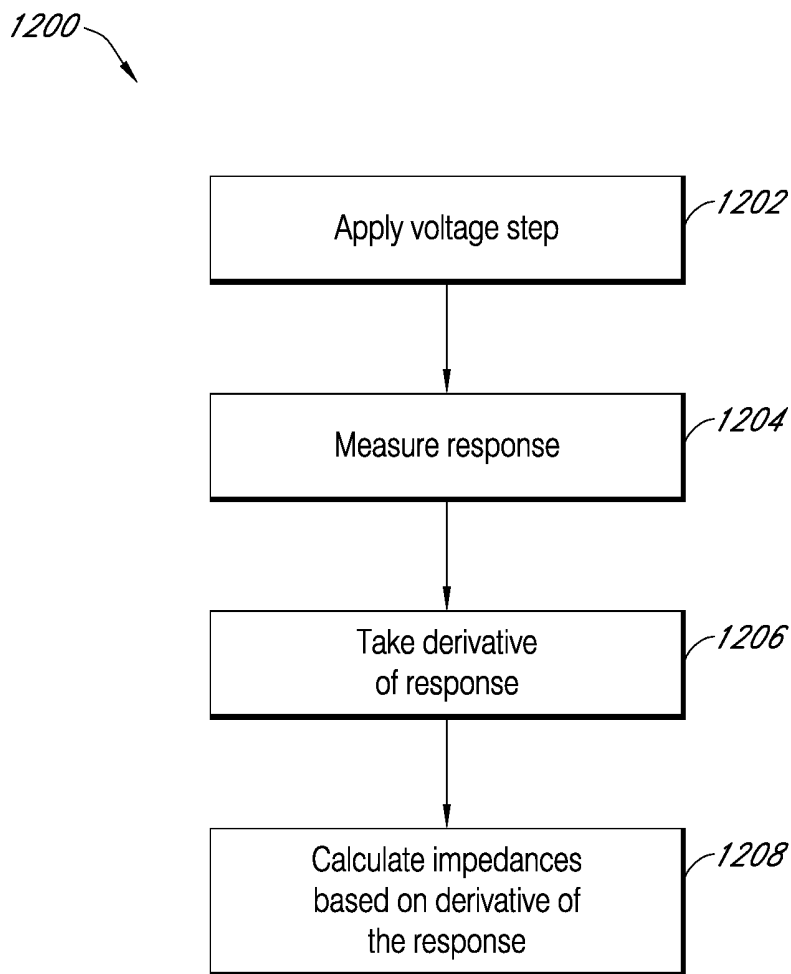 1200
Apply voltage step
1202
Measure response
1204
Take derivative
of response
1206
Calculate impedances
based on derivative of
the response
1208